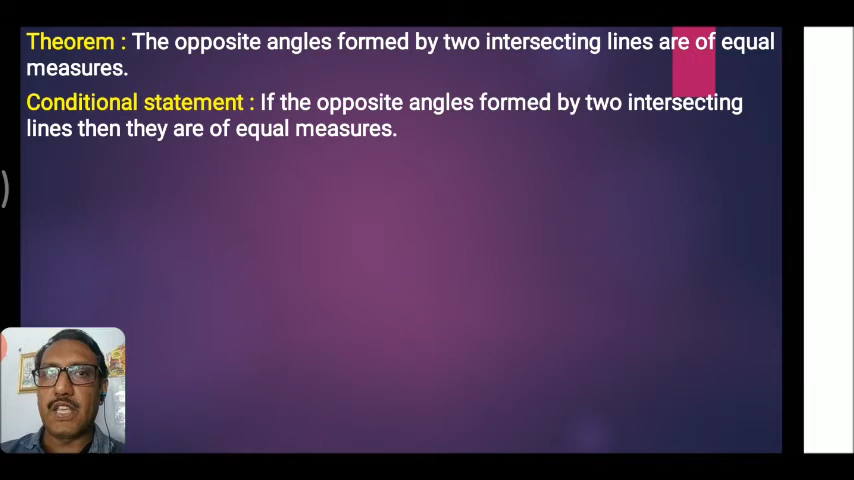 Theorem : The opposite angles formed by two intersecting lines are of equal
measures.
Conditional statement : If the opposite angles formed by two intersecting
lines then they are of equal measures.